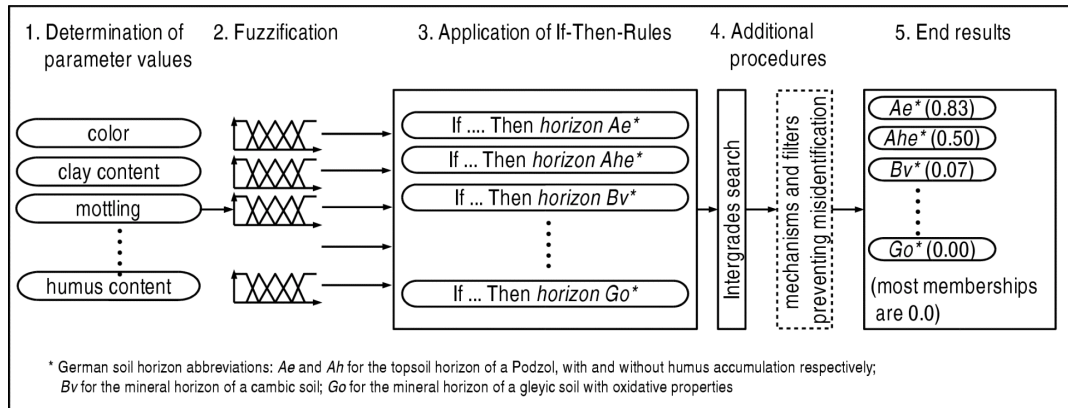 1. Determination of
parameter values
2. Fuzzification
3. Application of If-Then-Rules
4. Additional
procedures
5. End results
color
clay content
mottling
humus content
If .... Then horizon Ae*
If ... Then horizon Ahe*
If ... Then horizon Bv*
If ... Then horizon Go*
Intergrades search
mechanisms and filters
preventing misidentification
Ae* (0.83)
Ahe* (0.50)
Bv* (0.07)
Go* (0.00)
(most memberships
are 0.0)
* German soil horizon abbreviations: Ae and Ah for the topsoil horizon of a Podzol, with and without humus accumulation respectively;
Bv for the mineral horizon of a cambic soil; Go for the mineral horizon of a gleyic soil with oxidative properties